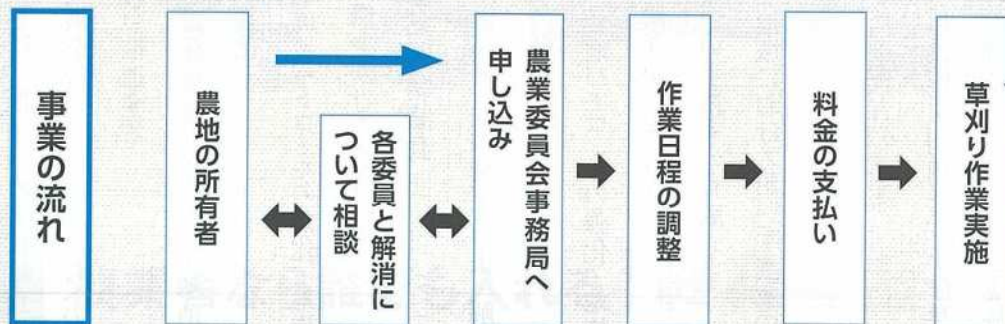 事業の流れ
農地の所有者
各委員と解消に
ついて相談
農業委員会事務局へ
申し込み
作業日程の調整
料金の支払い
草刈り作業実施